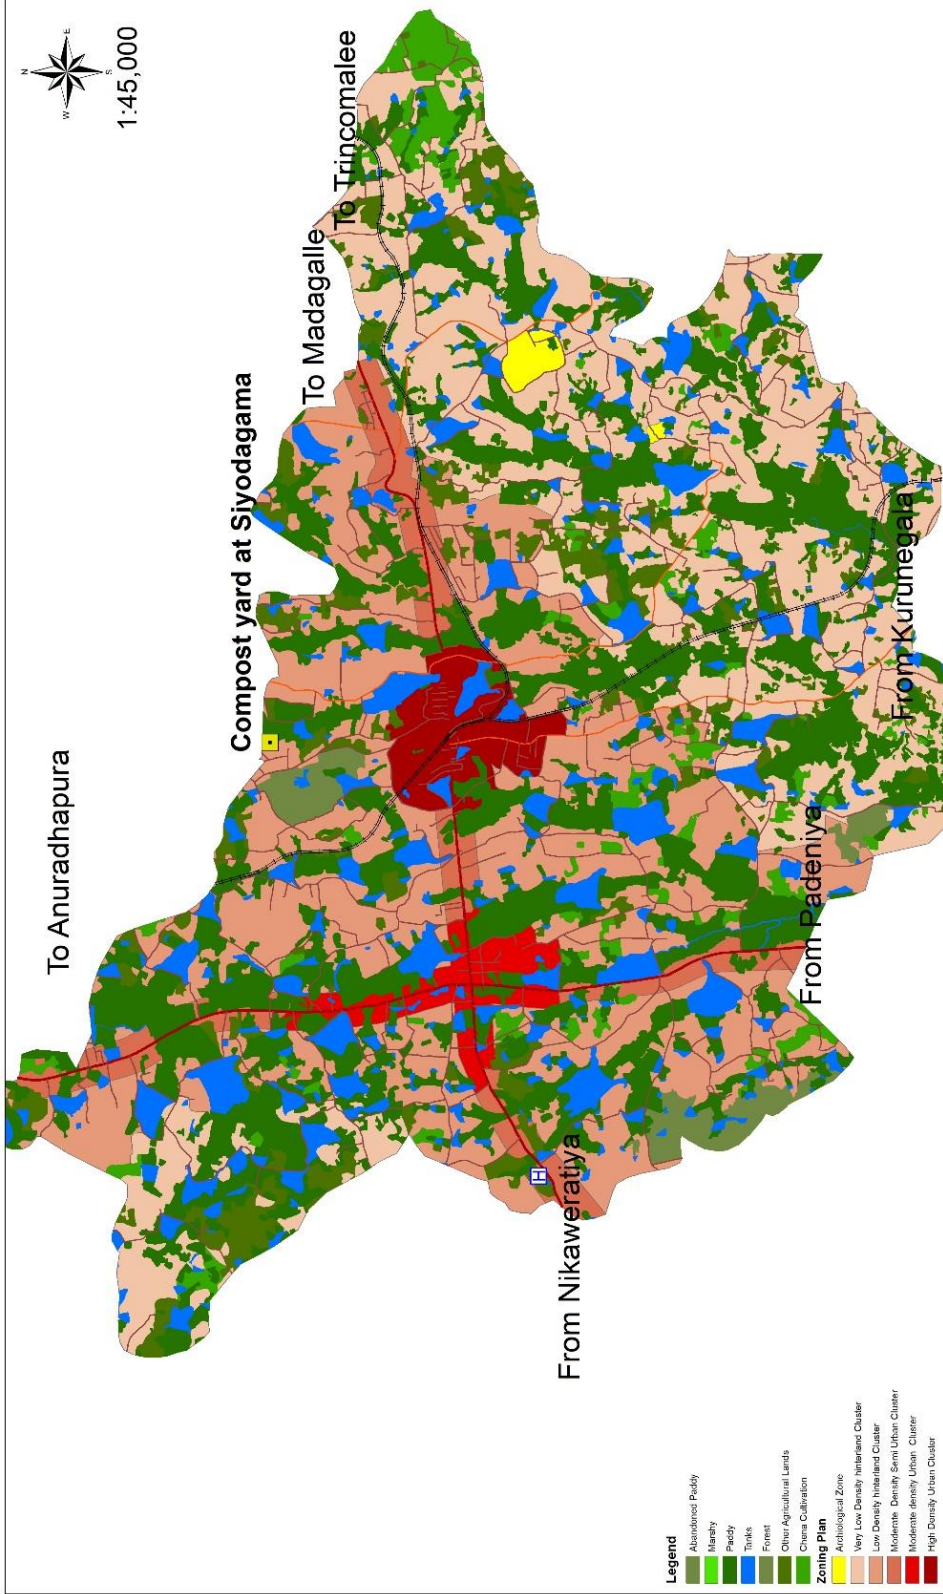 N
E
S
W
1:45,000
To Anuradhapura
Compost yard at Siyodagama
To Madagalle
To Trincomalee
From Nikaweratiya
From Padeniya
From Kurunegala
H
Legend
Abandoned Paddy
Marshy
Paddy
Tanks
Forest
Other Agricultural Lands
Chena Cultivation
Zoning Plan
Archiological Zone
Very Low Density hinterland Cluster
Low Density hinterland Cluster
Moderate Density Semi Urban Cluster
Moderate density Urban Cluster
High Density Urban Cluster